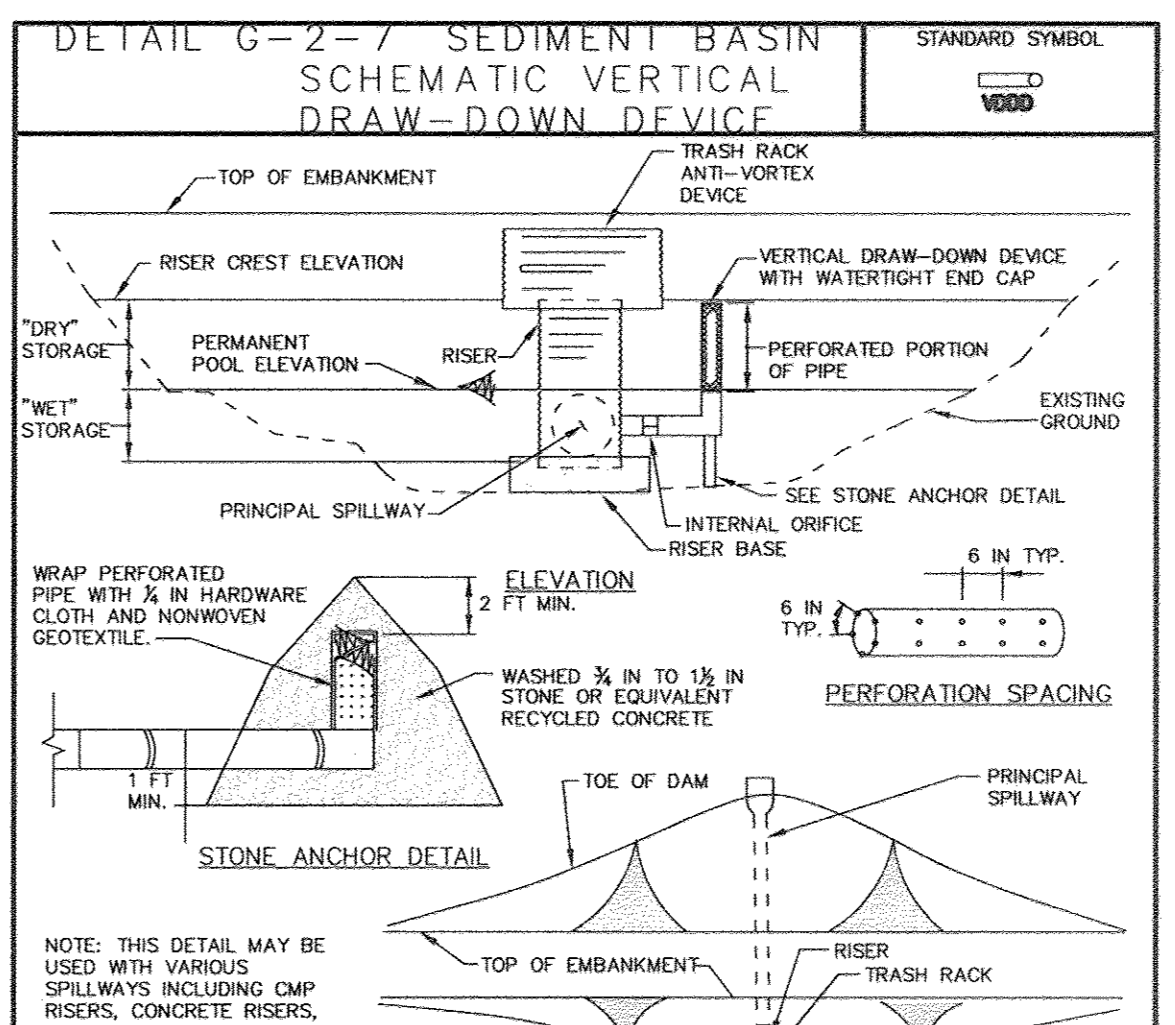 DETAIL G-2-7 SEDIMENT BASIN
SCHEMATIC VERTICAL
DRAW-DOWN DEVICE
STANDARD SYMBOL
VDDD
TRASH RACK
ANTI-VORTEX
DEVICE
TOP OF EMBANKMENT
RISER CREST ELEVATION
VERTICAL DRAW-DOWN DEVICE
WITH WATERTIGHT END CAP
"DRY"
STORAGE
PERMANENT
POOL ELEVATION
RISER
PERFORATED PORTION
OF PIPE
"WET"
STORAGE
EXISTING
GROUND
PRINCIPAL SPILLWAY
SEE STONE ANCHOR DETAIL
INTERNAL ORIFICE
RISER BASE
ELEVATION
WRAP PERFORATED
PIPE WITH ¼ IN HARDWARE
CLOTH AND NONWOVEN
GEOTEXTILE.
2 FT MIN.
WASHED ¾ IN TO 1½ IN
STONE OR EQUIVALENT
RECYCLED CONCRETE
1 FT
MIN.
STONE ANCHOR DETAIL
6 IN TYP.
6 IN
TYP.
PERFORATION SPACING
TOE OF DAM
PRINCIPAL
SPILLWAY
TOP OF EMBANKMENT
RISER
TRASH RACK
NOTE: THIS DETAIL MAY BE
USED WITH VARIOUS
SPILLWAYS INCLUDING CMP
RISERS, CONCRETE RISERS,